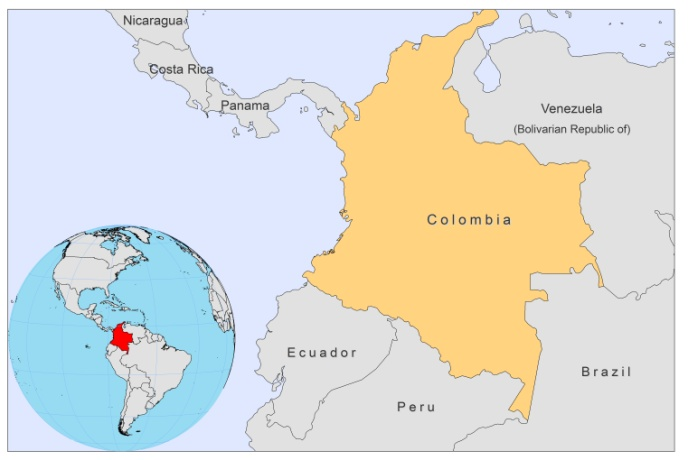 Nicaragua
Costa Rica
Panama
Venezuela
(Bolivarian Republic of)
Colombia
Ecuador
Peru
Brazil